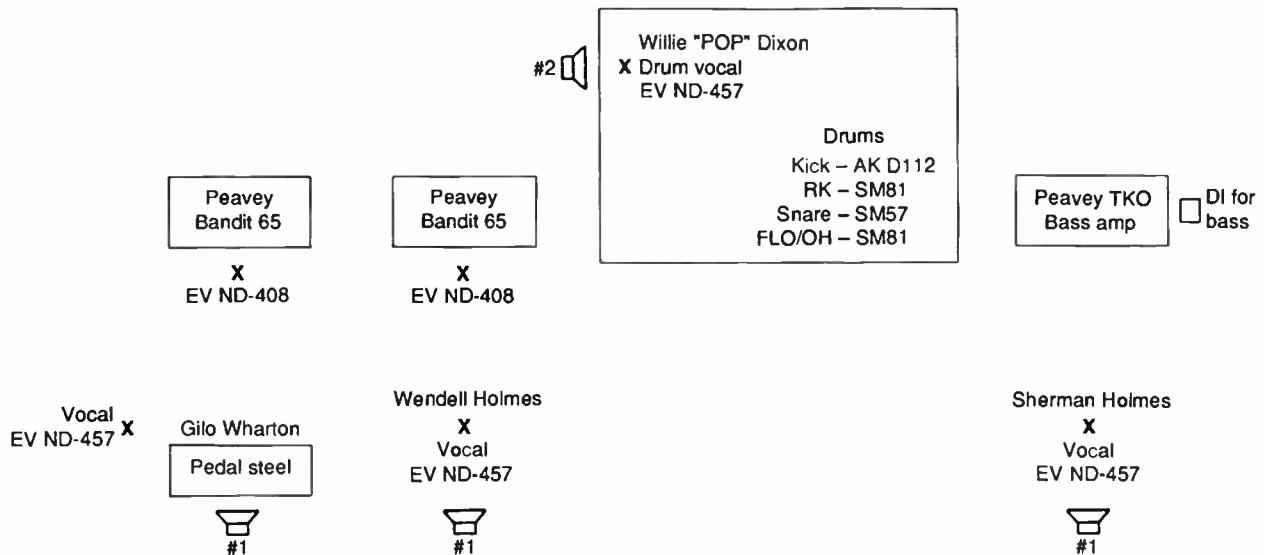 Willie "POP" Dixon
#2
X Drum vocal
EV ND-457
Drums
Kick – AK D112
RK – SM81
Snare – SM57
FLO/OH – SM81
Peavey
Bandit 65
Peavey
Bandit 65
Peavey TKO
Bass amp
DI for
bass
X
EV ND-408
X
EV ND-408
Vocal
EV ND-457 X
Gilo Wharton
Pedal steel
#1
Wendell Holmes
X
Vocal
EV ND-457
#1
Sherman Holmes
X
Vocal
EV ND-457
#1